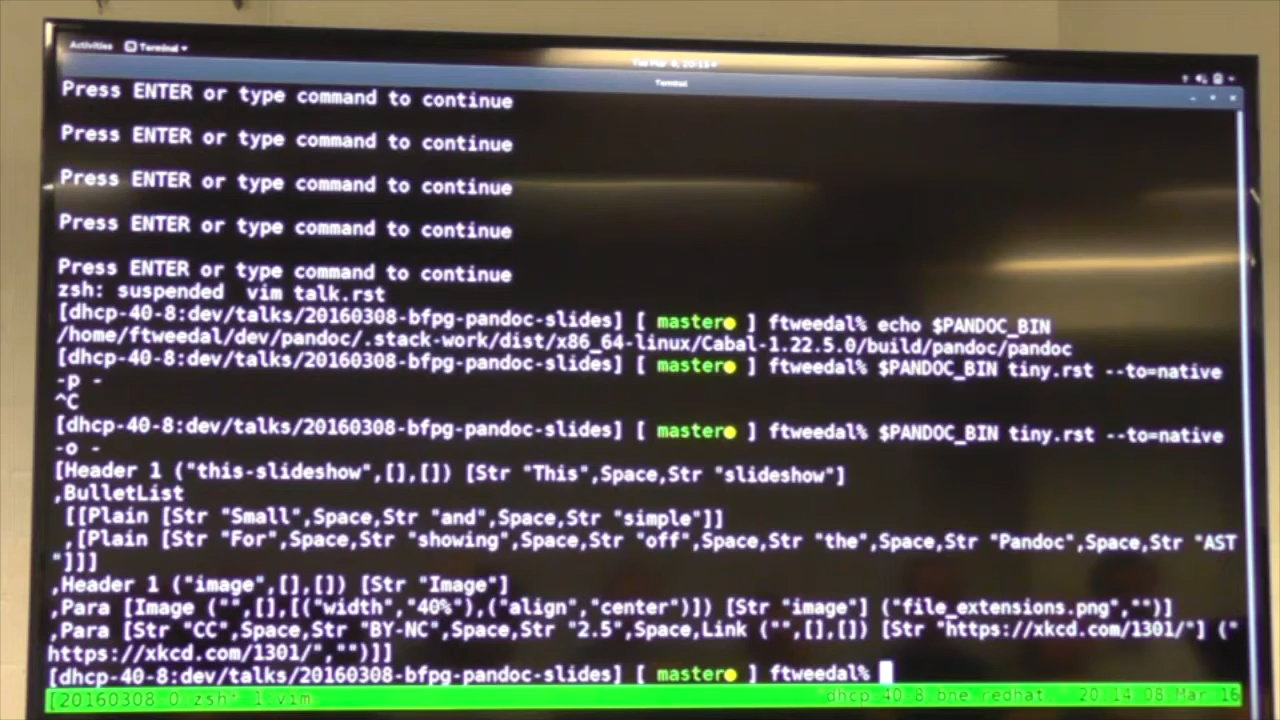 Activities Terminal
Tue Mar 8, 20:15
Terminal
Press ENTER or type command to continue
Press ENTER or type command to continue
Press ENTER or type command to continue
Press ENTER or type command to continue
Press ENTER or type command to continue
zsh: suspended  vim talk.rst
[dhcp-40-8:dev/talks/20160308-bfpg-pandoc-slides] [ master● ] ftweedal% echo $PANDOC_BIN
/home/ftweedal/dev/pandoc/.stack-work/dist/x86_64-linux/Cabal-1.22.5.0/build/pandoc/pandoc
[dhcp-40-8:dev/talks/20160308-bfpg-pandoc-slides] [ master● ] ftweedal% $PANDOC_BIN tiny.rst --to=native
-p -
^C
[dhcp-40-8:dev/talks/20160308-bfpg-pandoc-slides] [ master● ] ftweedal% $PANDOC_BIN tiny.rst --to=native
-o -
[Header 1 ("this-slideshow",[],[]) [Str "This",Space,Str "slideshow"]
,BulletList
 [[Plain [Str "Small",Space,Str "and",Space,Str "simple"]]
 ,[Plain [Str "For",Space,Str "showing",Space,Str "off",Space,Str "the",Space,Str "Pandoc",Space,Str "AST
"]]]
,Header 1 ("image",[],[]) [Str "Image"]
,Para [Image ("",[],[("width","40%"),("align","center")]) [Str "image"] ("file_extensions.png","")]
,Para [Str "CC",Space,Str "BY-NC",Space,Str "2.5",Space,Link ("",[],[]) [Str "https://xkcd.com/1301/"] ("
https://xkcd.com/1301/","")]]
[dhcp-40-8:dev/talks/20160308-bfpg-pandoc-slides] [ master● ] ftweedal%
[20160308 0:zsh* 1:vim dhcp-40-8.bne.redhat. 20:14 08 Mar 16